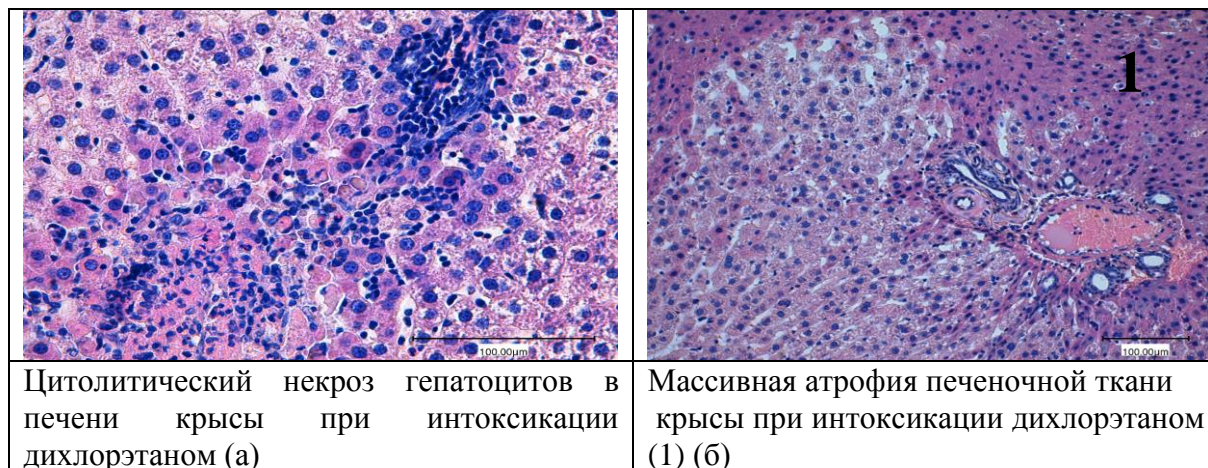 1
100.00μm
100.00μm
Цитолитический некроз гепатоцитов в
печени крысы при интоксикации
дихлорэтаном (а)
Массивная атрофия печеночной ткани
крысы при интоксикации дихлорэтаном
(1) (б)